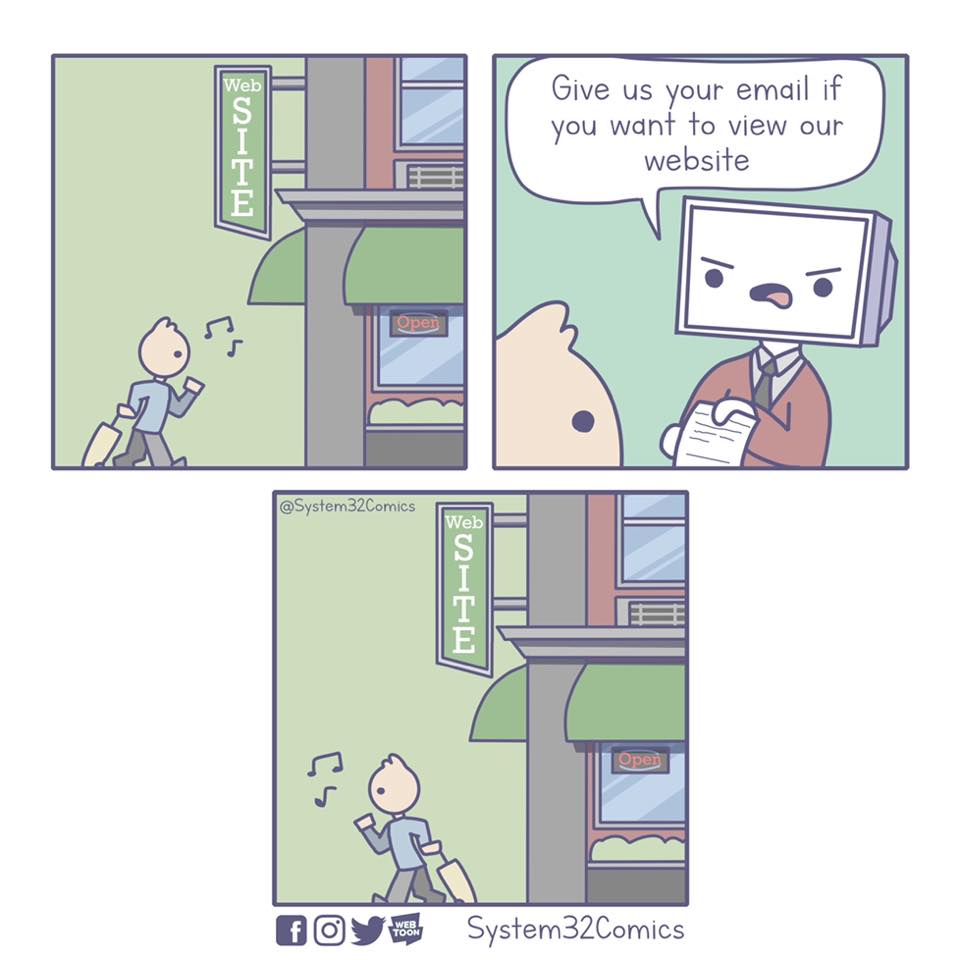 Web
SITE
Open
Give us your email if
you want to view our
website
@System32Comics
Web
SITE
Open
WEB
TOON
System32Comics